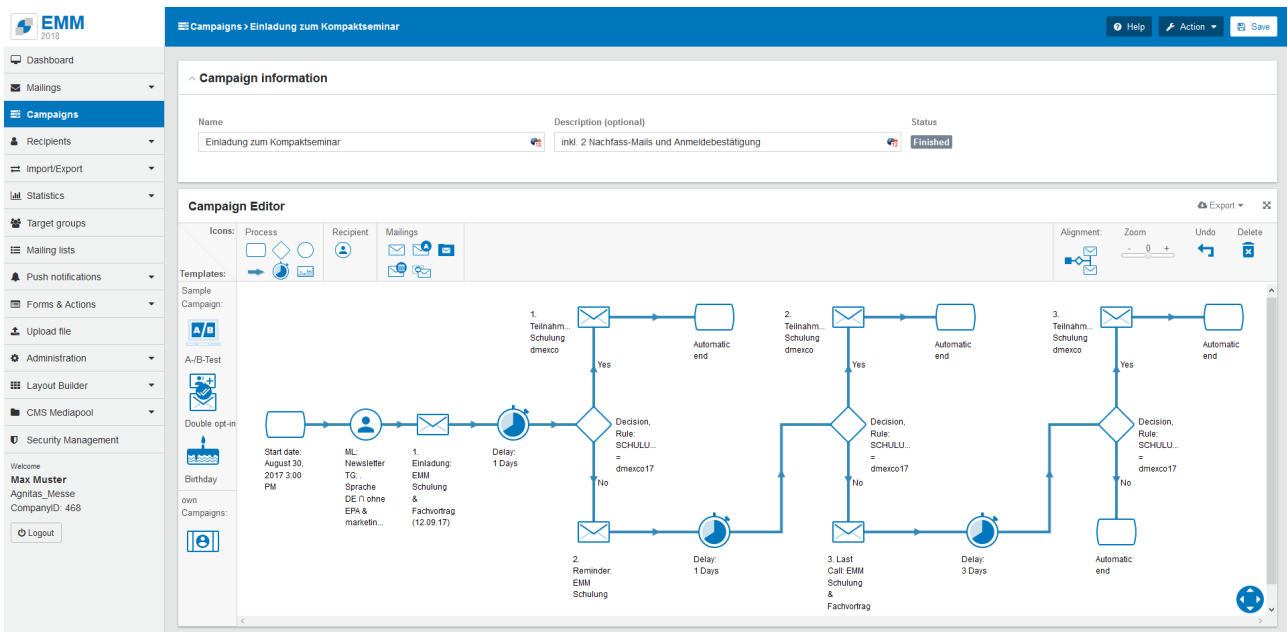 EMM
2018
Campaigns > Einladung zum Kompaktseminar
Help
Action
Save
Dashboard
Mailings
Campaigns
Recipients
Import/Export
Statistics
Target groups
Mailing lists
Push notifications
Forms & Actions
Upload file
Administration
Layout Builder
CMS Mediapool
Security Management
Welcome
Max Muster
Agnitas_Messe
CompanyID: 468
Logout
Campaign information
Name
Description (optional)
Status
Einladung zum Kompaktseminar
inkl. 2 Nachfass-Mails und Anmeldebestätigung
Finished
Campaign Editor
Export
Icons:
Process
Recipient
Mailings
Alignment:
Zoom
Undo
Delete
- 0 +
Templates:
Sample
Campaign:
A/B
A-/B-Test
Double opt-in
Birthday
own
Campaigns:
Start date:
August 30,
2017 3:00
PM
ML:
Newsletter
TG:.
Sprache
DE ∩ ohne
EPA &
marketin...
1.
Einladung:
EMM
Schulung
&
Fachvortrag
(12.09.17)
Delay:
1 Days
1.
Teilnahm...
Schulung
dmexco
Automatic
end
Yes
Decision,
Rule:
SCHULU...
=
dmexco17
No
2.
Reminder:
EMM
Schulung
Delay:
1 Days
2.
Teilnahm...
Schulung
dmexco
Automatic
end
Yes
Decision,
Rule:
SCHULU...
=
dmexco17
No
3. Last
Call: EMM
Schulung
&
Fachvortrag
Delay:
3 Days
3.
Teilnahm...
Schulung
dmexco
Automatic
end
Yes
Decision,
Rule:
SCHULU...
=
dmexco17
No
Automatic
end